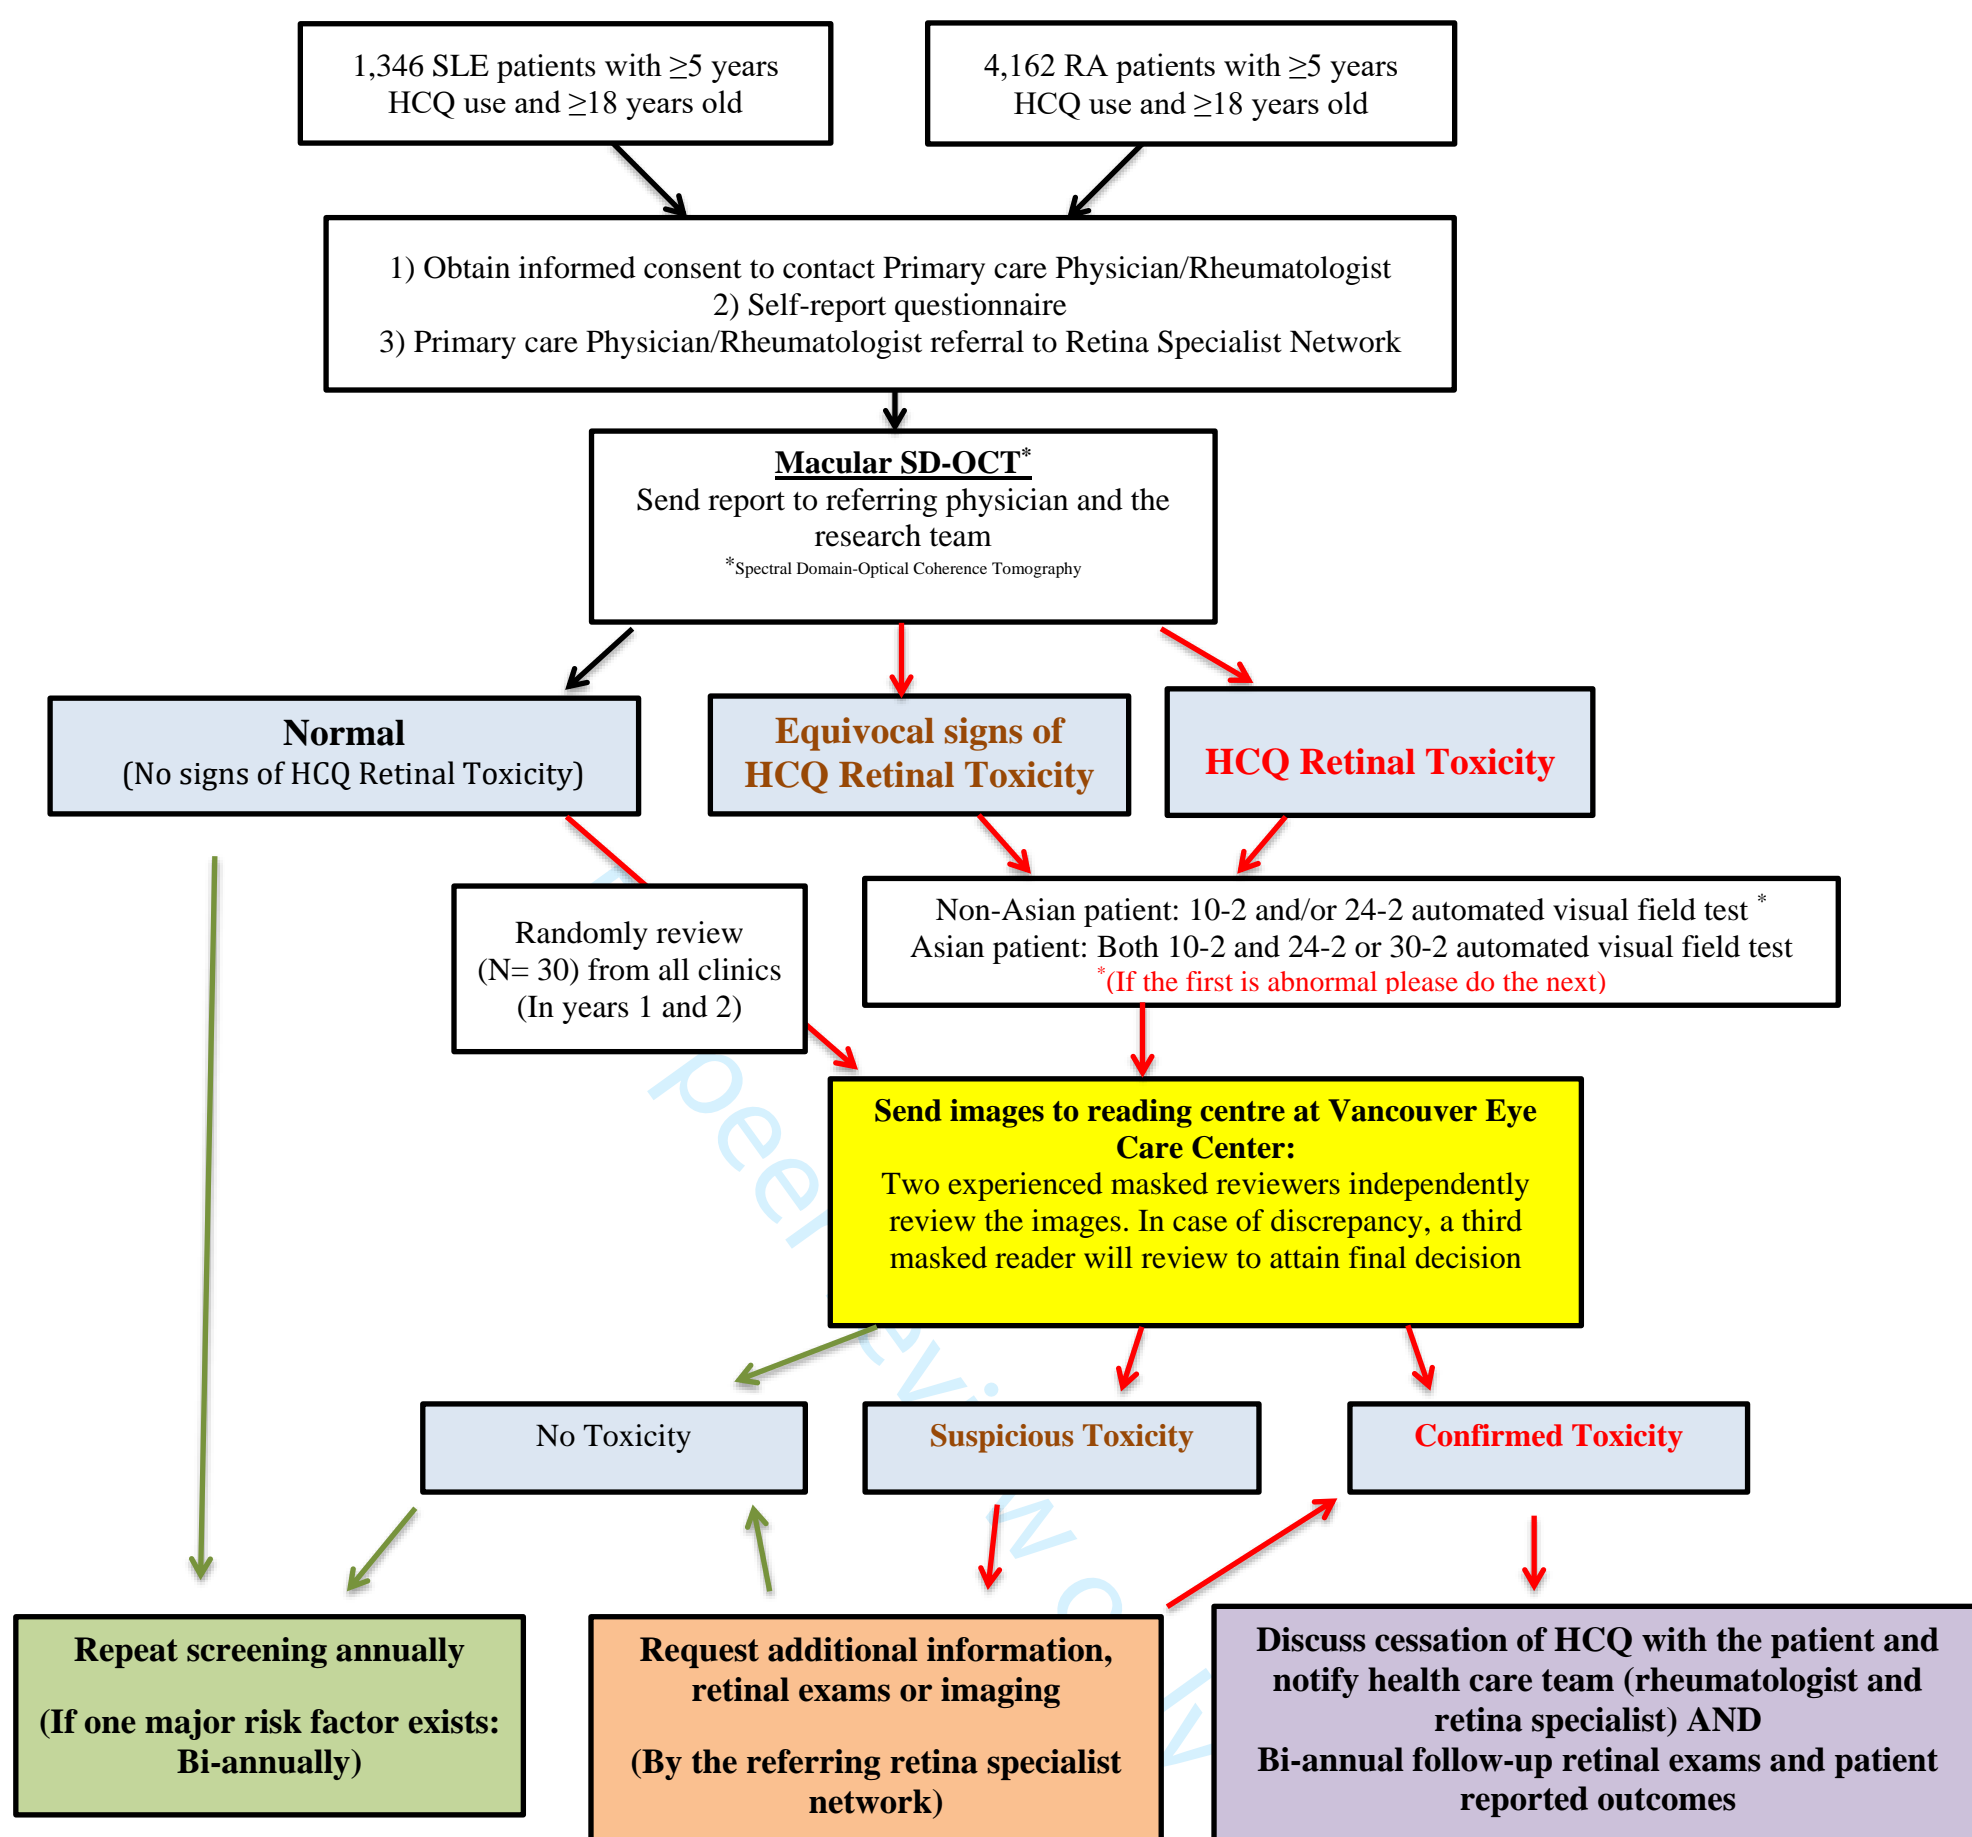 1,346 SLE patients with ≥5 years
HCQ use and ≥18 years old
4,162 RA patients with ≥5 years
HCQ use and ≥18 years old
1) Obtain informed consent to contact Primary care Physician/Rheumatologist
2) Self-report questionnaire
3) Primary care Physician/Rheumatologist referral to Retina Specialist Network
Macular SD-OCT*
Send report to referring physician and the
research team
*Spectral Domain-Optical Coherence Tomography
Normal
(No signs of HCQ Retinal Toxicity)
Equivocal signs of
HCQ Retinal Toxicity
HCQ Retinal Toxicity
Randomly review
(N= 30) from all clinics
(In years 1 and 2)
Non-Asian patient: 10-2 and/or 24-2 automated visual field test *
Asian patient: Both 10-2 and 24-2 or 30-2 automated visual field test
*(If the first is abnormal please do the next)
Send images to reading centre at Vancouver Eye
Care Center:
Two experienced masked reviewers independently
review the images. In case of discrepancy, a third
masked reader will review to attain final decision
No Toxicity
Suspicious Toxicity
Confirmed Toxicity
Repeat screening annually
(If one major risk factor exists:
Bi-annually)
Request additional information,
retinal exams or imaging
(By the referring retina specialist
network)
Discuss cessation of HCQ with the patient and
notify health care team (rheumatologist and
retina specialist) AND
Bi-annual follow-up retinal exams and patient
reported outcomes